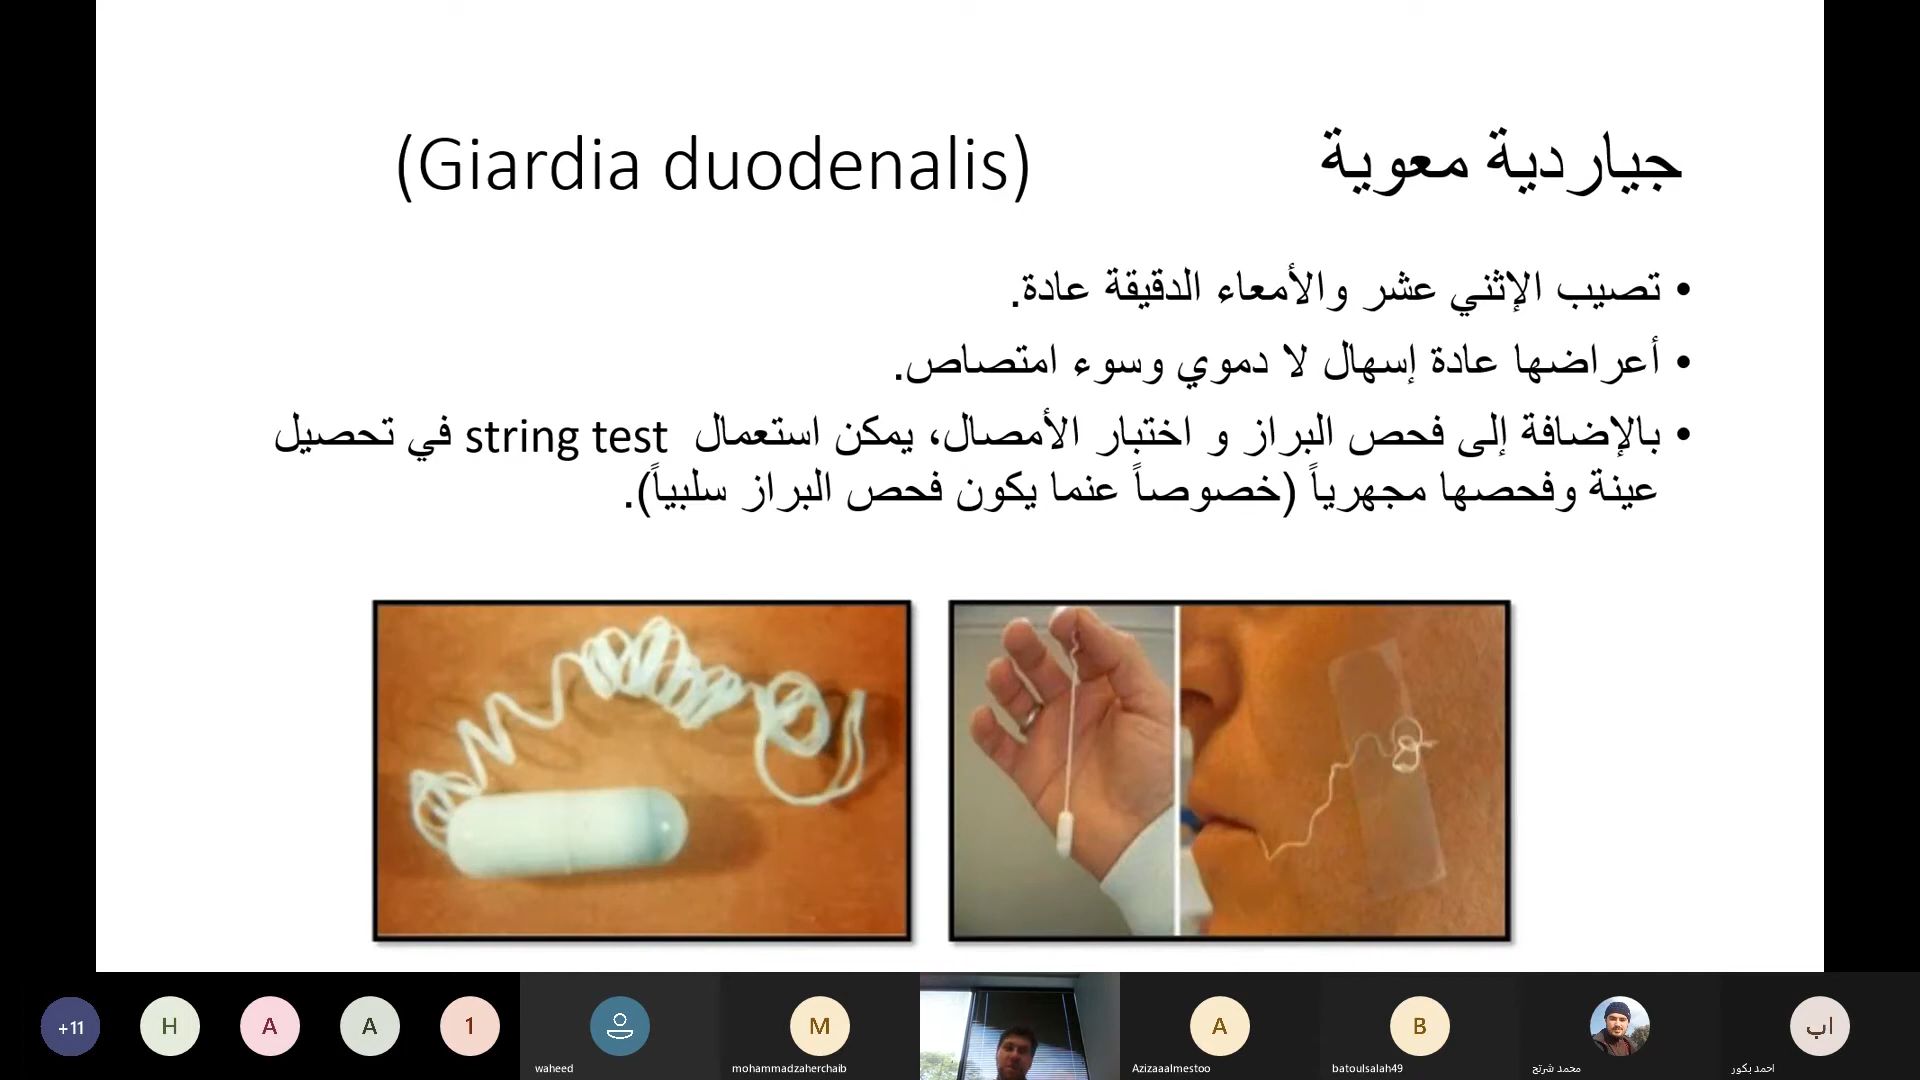 جياردية معوية (Giardia duodenalis)
• تصيب الإثني عشر والأمعاء الدقيقة عادة.
• أعراضها عادة إسهال لا دموي وسوء امتصاص.
• بالإضافة إلى فحص البراز و اختبار الأمصال، يمكن استعمال string test في تحصيل
عينة وفحصها مجهرياً (خصوصاً عنما يكون فحص البراز سلبياً).
+11
H
A
A
1
waheed
M
mohammadzaherchaib
A
Azizaaalmestoo
B
batoulsalah49
محمد شرتح
اب
احمد بكور